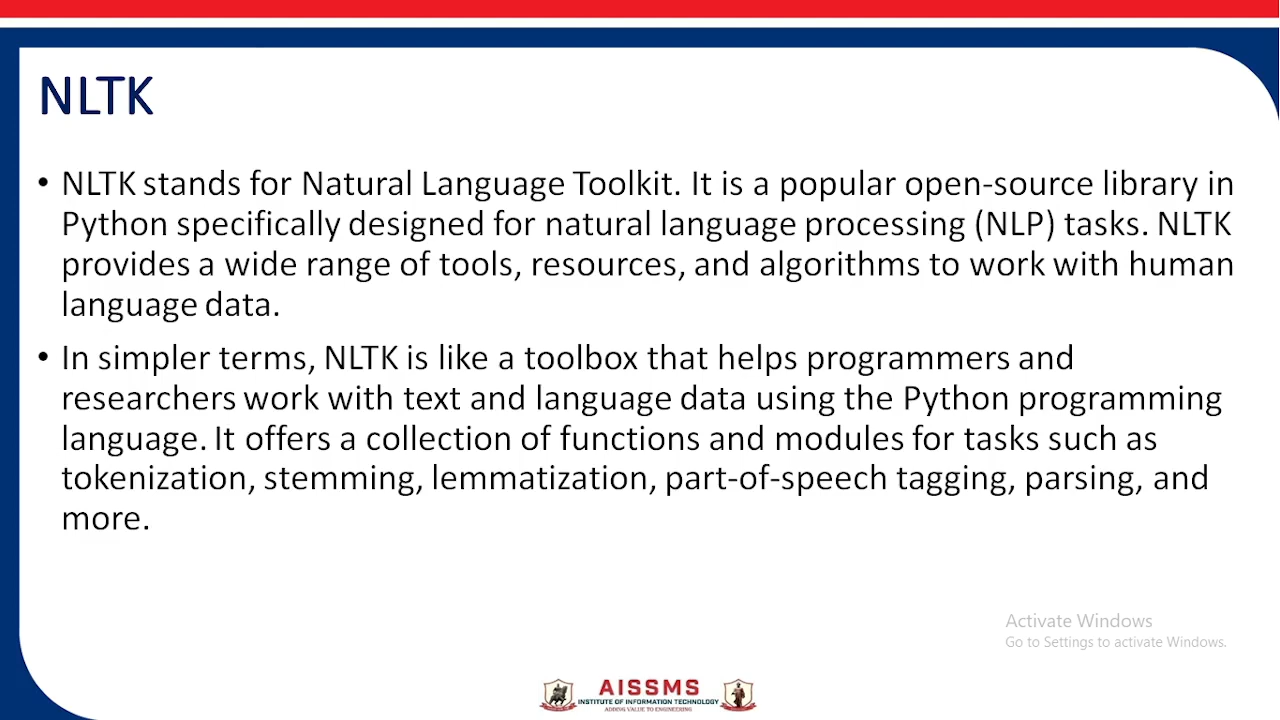 NLTK
• NLTK stands for Natural Language Toolkit. It is a popular open-source library in
Python specifically designed for natural language processing (NLP) tasks. NLTK
provides a wide range of tools, resources, and algorithms to work with human
language data.
• In simpler terms, NLTK is like a toolbox that helps programmers and
researchers work with text and language data using the Python programming
language. It offers a collection of functions and modules for tasks such as
tokenization, stemming, lemmatization, part-of-speech tagging, parsing, and
more.
Activate Windows
Go to Settings to activate Windows.
AISSMS
INSTITUTE OF INFORMATION TECHNOLOGY
ADDING VALUE TO ENGINEERING